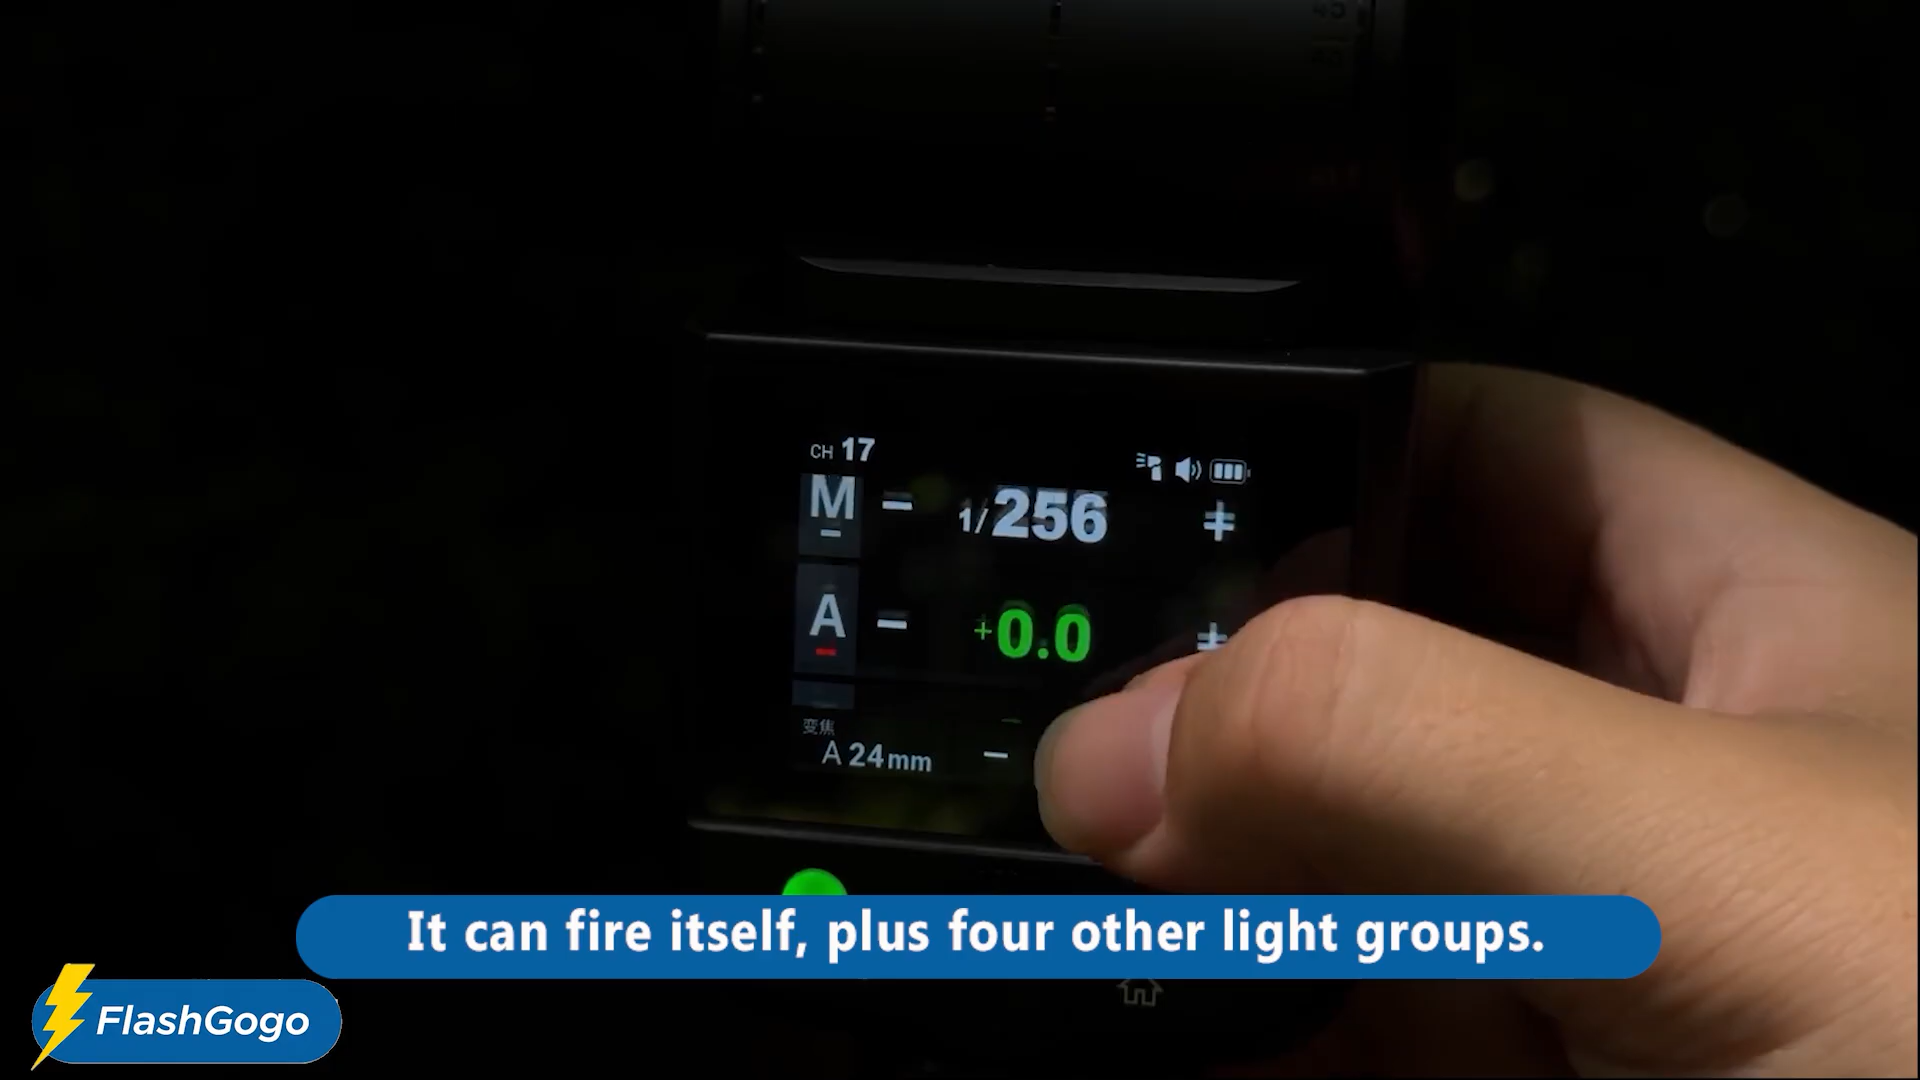 CH 17
M - 1/256 +
A - +0.0 +
变焦
A 24mm -
It can fire itself, plus four other light groups.
FlashGogo